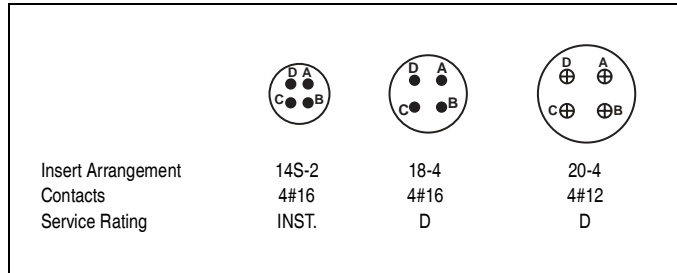 D A D A D A
C B C B C B
Insert Arrangement 14S-2 18-4 20-4
Contacts 4#16 4#16 4#12
Service Rating INST. D D